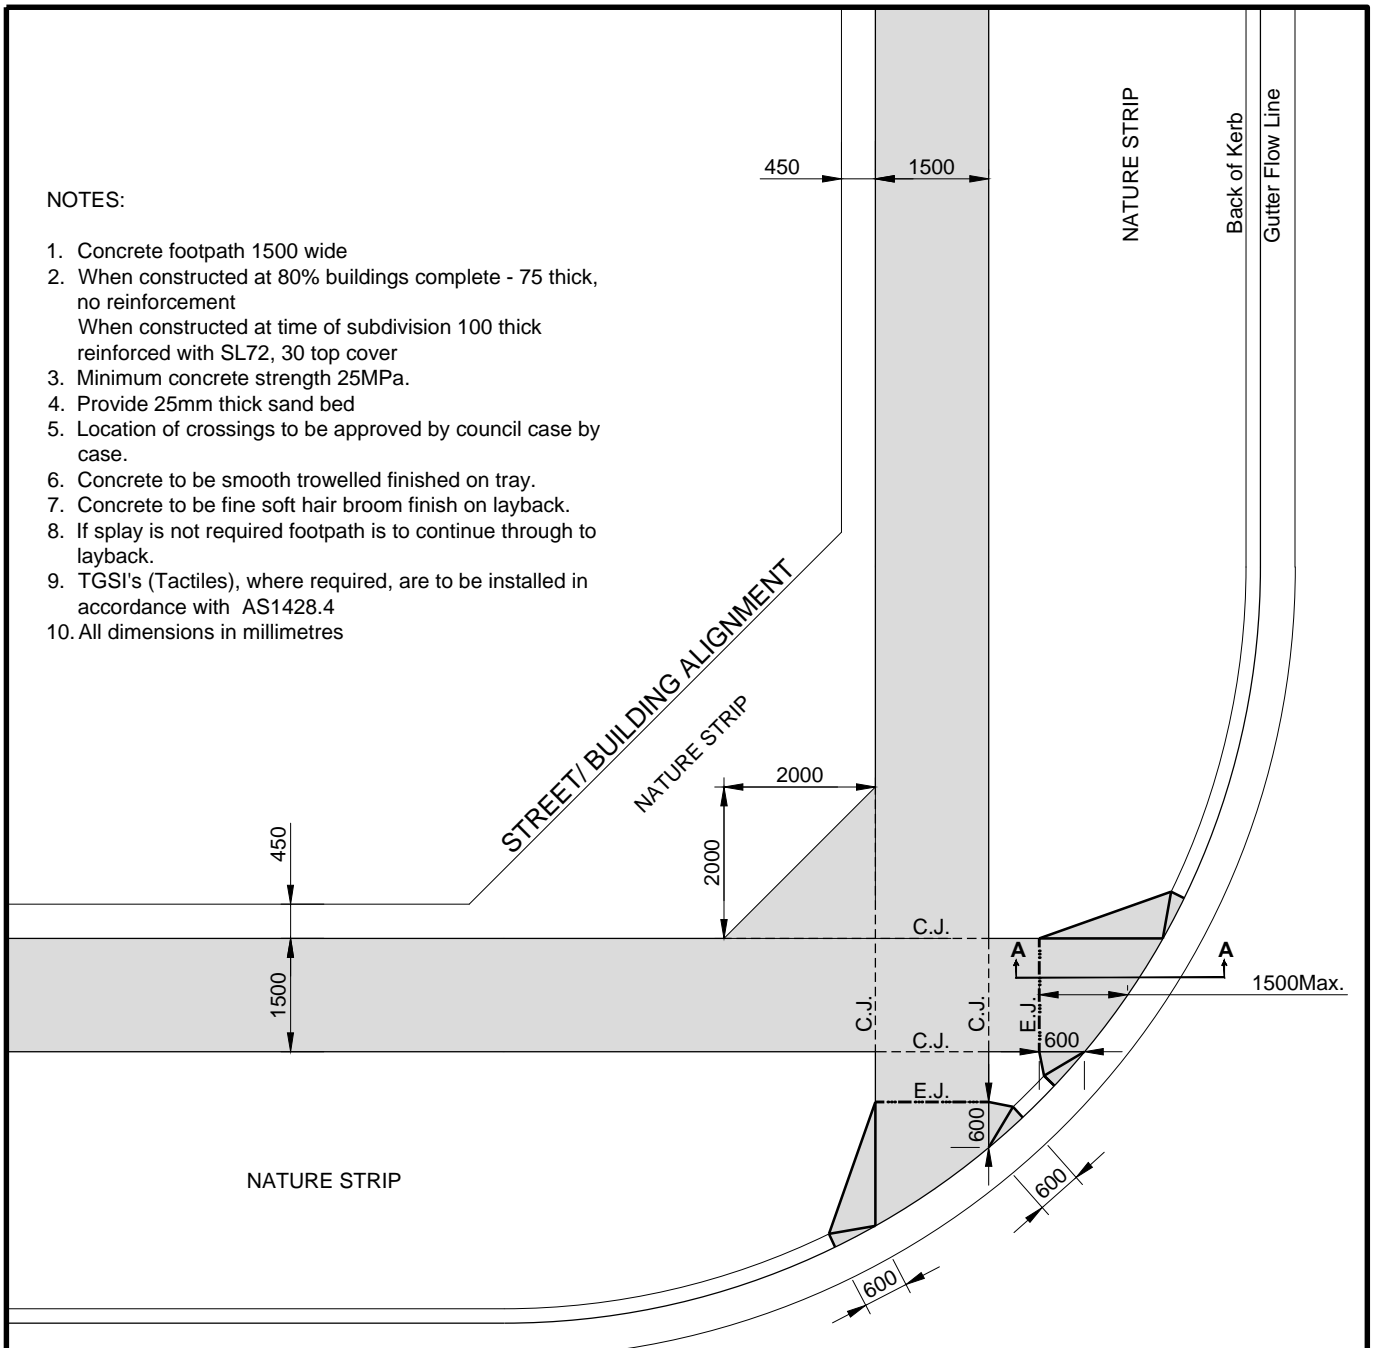 NOTES:
1. Concrete footpath 1500 wide
2. When constructed at 80% buildings complete - 75 thick,
no reinforcement
When constructed at time of subdivision 100 thick
reinforced with SL72, 30 top cover
3. Minimum concrete strength 25MPa.
4. Provide 25mm thick sand bed
5. Location of crossings to be approved by council case by
case.
6. Concrete to be smooth trowelled finished on tray.
7. Concrete to be fine soft hair broom finish on layback.
8. If splay is not required footpath is to continue through to
layback.
9. TGSI's (Tactiles), where required, are to be installed in
accordance with AS1428.4
10. All dimensions in millimetres
450
1500
NATURE STRIP
Back of Kerb
Gutter Flow Line
STREET/ BUILDING ALIGNMENT
NATURE STRIP
2000
2000
450
1500
C.J.
A
A
1500Max.
C.J.
C.J.
E.J.
C.J.
600
E.J.
600
NATURE STRIP
600
600